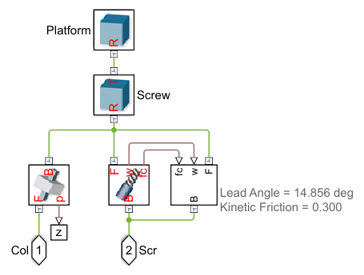 Platform
R
T
R
Screw
B
F
p
F
w
fc
B
fc
w
F
B
Lead Angle = 14.856 deg
Kinetic Friction = 0.300
z
Col
1
2
Scr